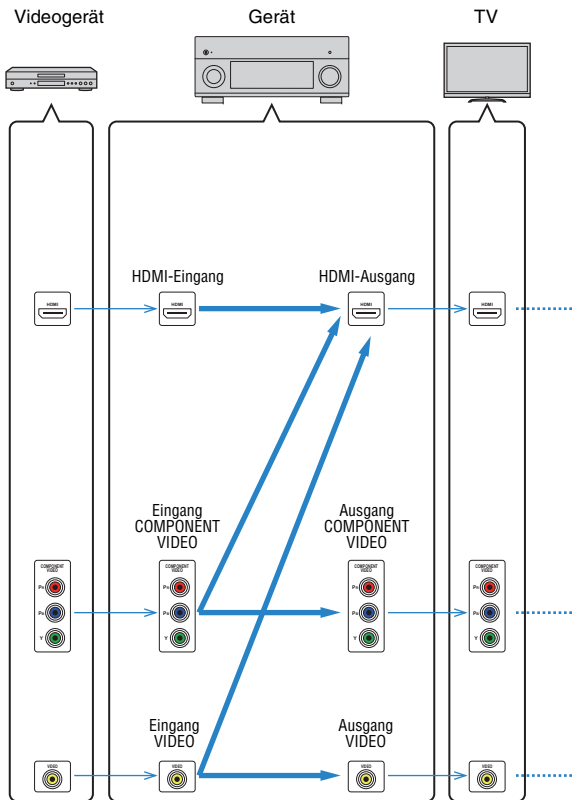 Videogerät
Gerät
TV
HDMI-Eingang
HDMI-Ausgang
HDMI
HDMI
HDMI
HDMI
Eingang
COMPONENT
VIDEO
Ausgang
COMPONENT
VIDEO
COMPONENT
VIDEO
PR
PB
Y
COMPONENT
VIDEO
PR
PB
Y
COMPONENT
VIDEO
PR
PB
Y
COMPONENT
VIDEO
PR
PB
Y
Eingang
VIDEO
Ausgang
VIDEO
VIDEO
VIDEO
VIDEO
VIDEO